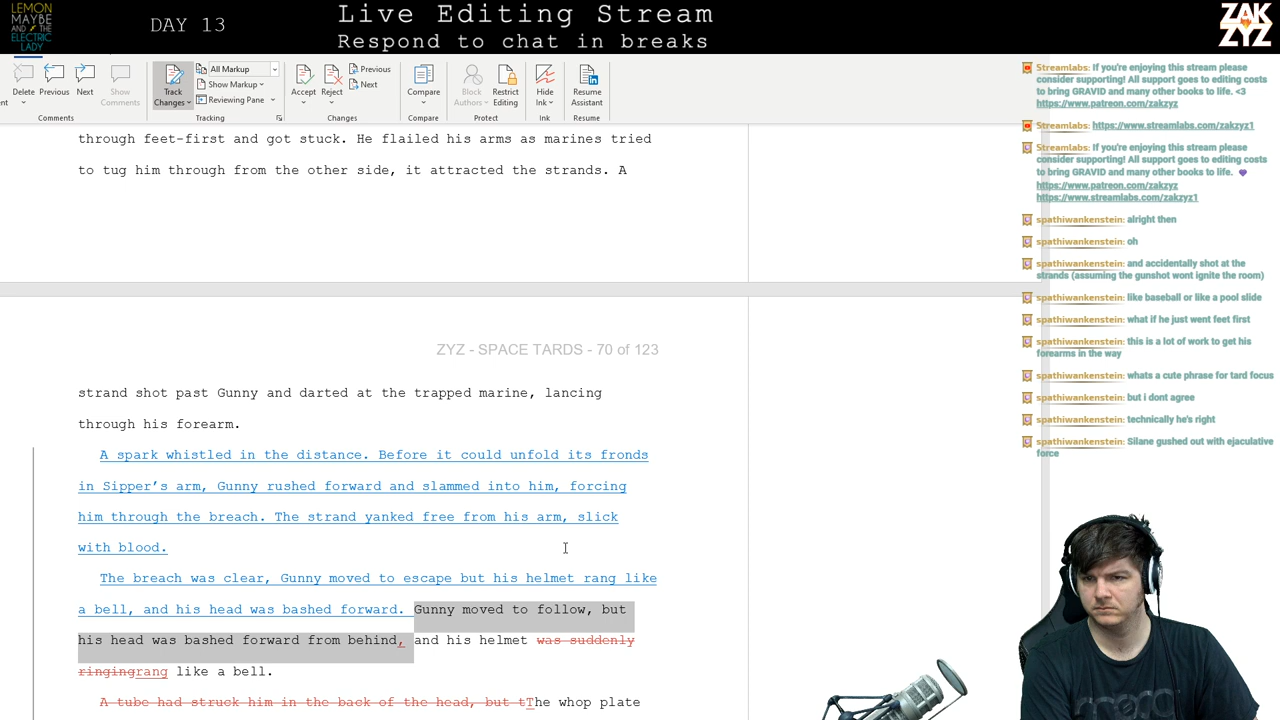 LEMON
MAYBE
AND THE
ELECTRIC
LADY
DAY 13
Live Editing Stream
Respond to chat in breaks
ZAK
ZYZ
Delete
Previous
Next
Show
Comments
Comments
Track
Changes
All Markup
Show Markup
Reviewing Pane
Tracking
Accept
Reject
Previous
Next
Changes
Compare
Compare
Block
Authors
Restrict
Editing
Protect
Hide
Ink
Ink
Resume
Assistant
Resume
through feet-first and got stuck. He flailed his arms as marines tried
to tug him through from the other side, it attracted the strands. A
ZYZ - SPACE TARDS - 70 of 123
strand shot past Gunny and darted at the trapped marine, lancing
through his forearm.
A spark whistled in the distance. Before it could unfold its fronds
in Sipper’s arm, Gunny rushed forward and slammed into him, forcing
him through the breach. The strand yanked free from his arm, slick
with blood.
The breach was clear, Gunny moved to escape but his helmet rang like
a bell, and his head was bashed forward. Gunny moved to follow, but
his head was bashed forward from behind, and his helmet was suddenly
ringingrang like a bell.
A tube had struck him in the back of the head, but tThe whop plate
Streamlabs: If you're enjoying this stream please
consider supporting! All support goes to editing costs
to bring GRAVID and many other books to life. <3
https://www.patreon.com/zakzyz
Streamlabs: https://www.streamlabs.com/zakzyz1
Streamlabs: If you're enjoying this stream please
consider supporting! All support goes to editing costs
to bring GRAVID and many other books to life. 💜
https://www.patreon.com/zakzyz
https://www.streamlabs.com/zakzyz1
spathiwankenstein: alright then
spathiwankenstein: oh
spathiwankenstein: and accidentally shot at the
strands (assuming the gunshot wont ignite the room)
spathiwankenstein: like baseball or like a pool slide
spathiwankenstein: what if he just went feet first
spathiwankenstein: this is a lot of work to get his
forearms in the way
spathiwankenstein: whats a cute phrase for tard focus
spathiwankenstein: but i dont agree
spathiwankenstein: technically he's right
spathiwankenstein: Silane gushed out with ejaculative
force